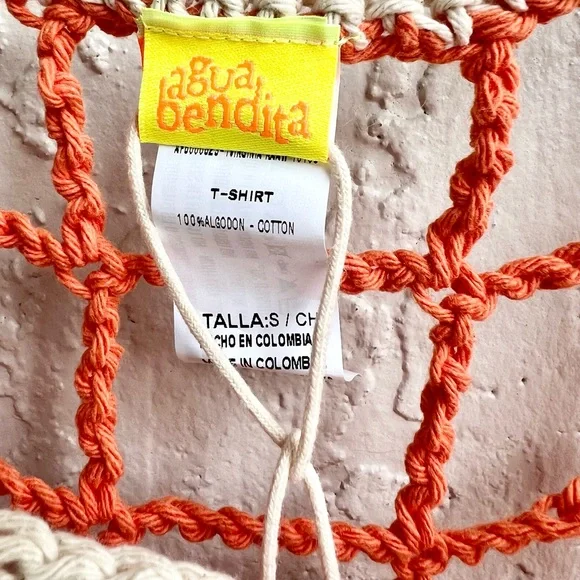 agua
bendita
T-SHIRT
100%ALGODON - COTTON
TALLA:S / CH
CHO EN COLOMBIA
IN COLOMB